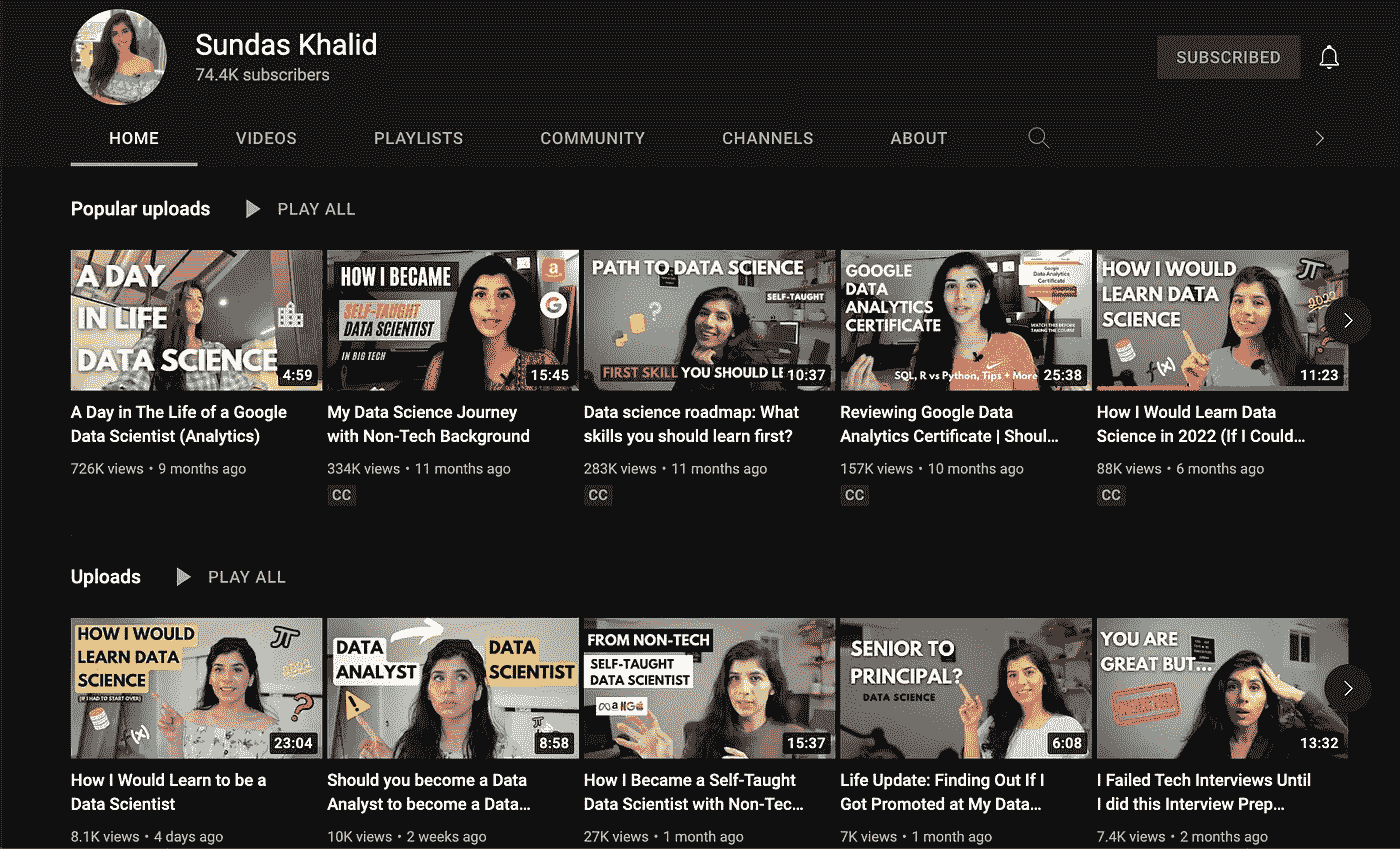 Sundas Khalid
74.4K subscribers
SUBSCRIBED
HOME VIDEOS PLAYLISTS COMMUNITY CHANNELS ABOUT
Popular uploads PLAY ALL
A DAY
IN LIFE
DATA SCIENCE
4:59
HOW I BECAME
SELF-TAUGHT
DATA SCIENTIST
IN BIG TECH
15:45
PATH TO DATA SCIENCE
SELF-TAUGHT
FIRST SKILL YOU SHOULD LE
10:37
GOOGLE
DATA
ANALYTICS
CERTIFICATE
Google
Data Analytics
Certificate
WATCH THIS BEFORE
TAKING THE COURSE
SQL, R vs Python, Tips + More
25:38
HOW I WOULD
LEARN DATA
SCIENCE
2022
f(x)
11:23
A Day in The Life of a Google
Data Scientist (Analytics)
726K views • 9 months ago
My Data Science Journey
with Non-Tech Background
334K views • 11 months ago
CC
Data science roadmap: What
skills you should learn first?
283K views • 11 months ago
CC
Reviewing Google Data
Analytics Certificate | Shoul...
157K views • 10 months ago
CC
How I Would Learn Data
Science in 2022 (If I Could...
88K views • 6 months ago
CC
Uploads PLAY ALL
HOW I WOULD
LEARN DATA
SCIENCE
(IF I HAD TO START OVER)
(x)
?
23:04
DATA
ANALYST
DATA
SCIENTIST
8:58
FROM NON-TECH
SELF-TAUGHT
DATA SCIENTIST
15:37
SENIOR TO
PRINCIPAL?
DATA SCIENCE
6:08
YOU ARE
GREAT BUT...
13:32
How I Would Learn to be a
Data Scientist
8.1K views • 4 days ago
Should you become a Data
Analyst to become a Data...
10K views • 2 weeks ago
How I Became a Self-Taught
Data Scientist with Non-Tec...
27K views • 1 month ago
Life Update: Finding Out If I
Got Promoted at My Data...
7K views • 1 month ago
I Failed Tech Interviews Until
I did this Interview Prep...
7.4K views • 2 months ago